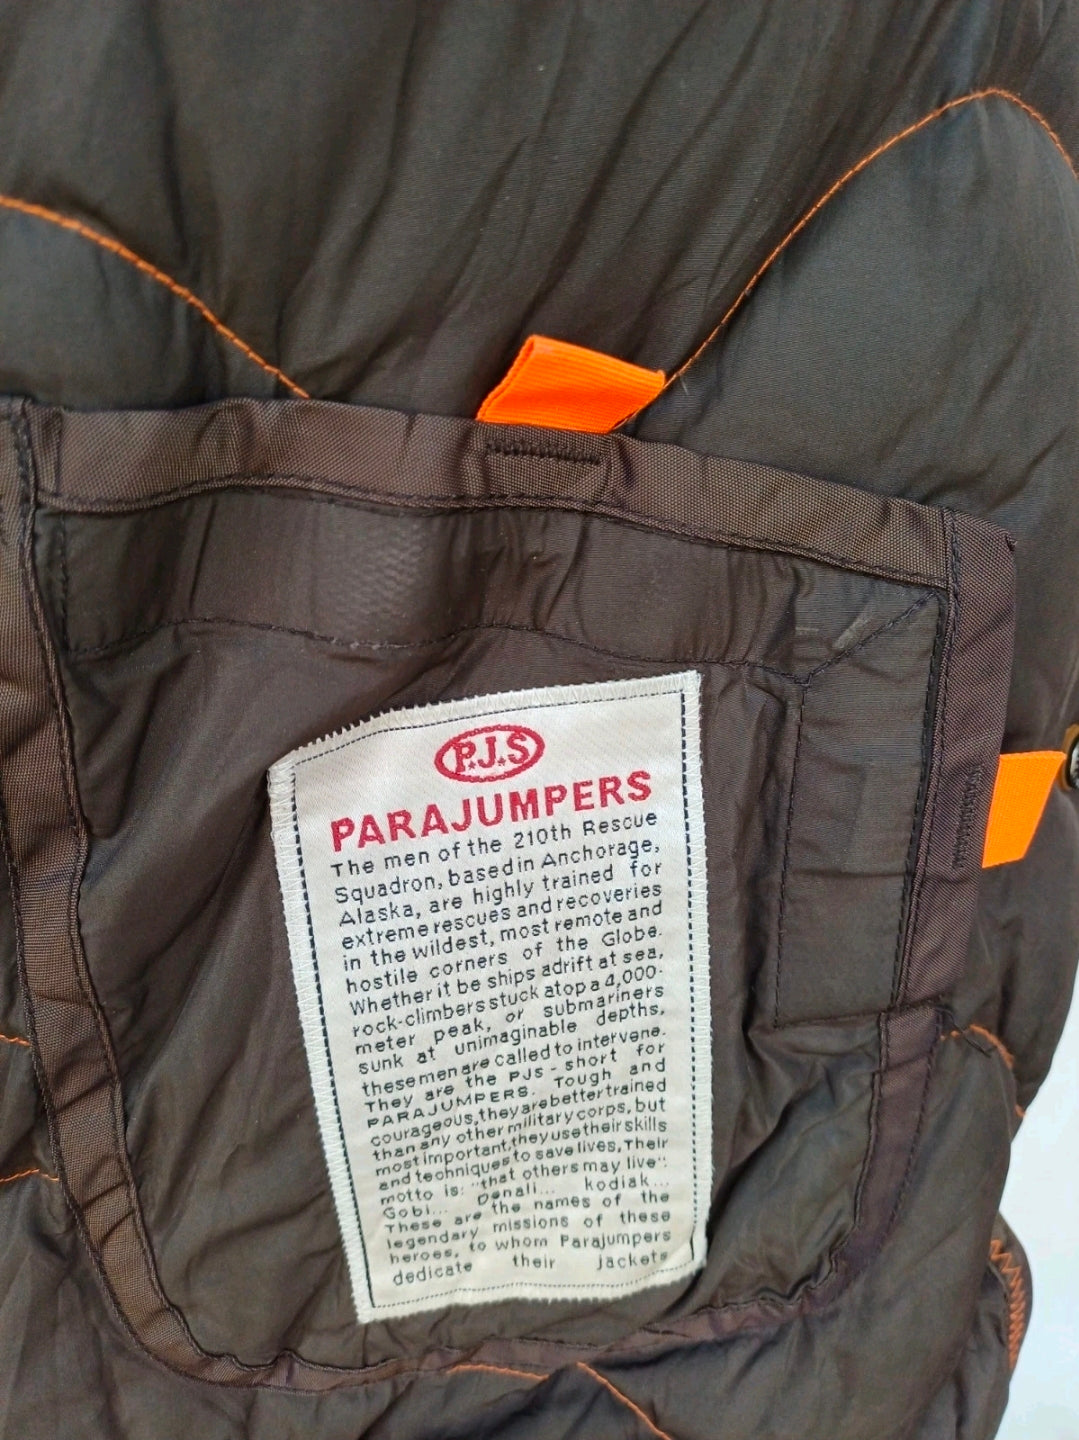 P.J.S
PARAJUMPERS
The men of the 210th Rescue
Squadron, based in Anchorage,
Alaska, are highly trained for
extreme rescues and recoveries
in the wildest, most remote and
hostile corners of the Globe.
Whether it be ships adrift at sea,
rock-climbers stuck atop a 4,000-
meter peak, or submariners
sunk at unimaginable depths,
these men are called to intervene.
They are the PJS - short for
PARAJUMPERS. Tough and
courageous, they are better trained
than any other military corps, but
most important, they use their skills
and techniques to save lives, Their
motto is: "that others may live":
Gobi... Denali... kodiak...
These are the names of the
legendary missions of these
heroes, to whom Parajumpers
dedicate their jackets